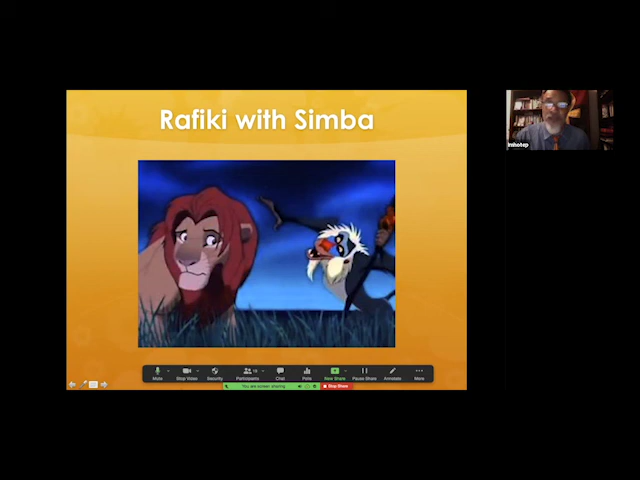 Rafiki with Simba
Inhotep
Mute
Stop Video
Security
Participants
Chat
Polls
New Share
Pause Share
Annotate
More
You are screen sharing
Stop Share